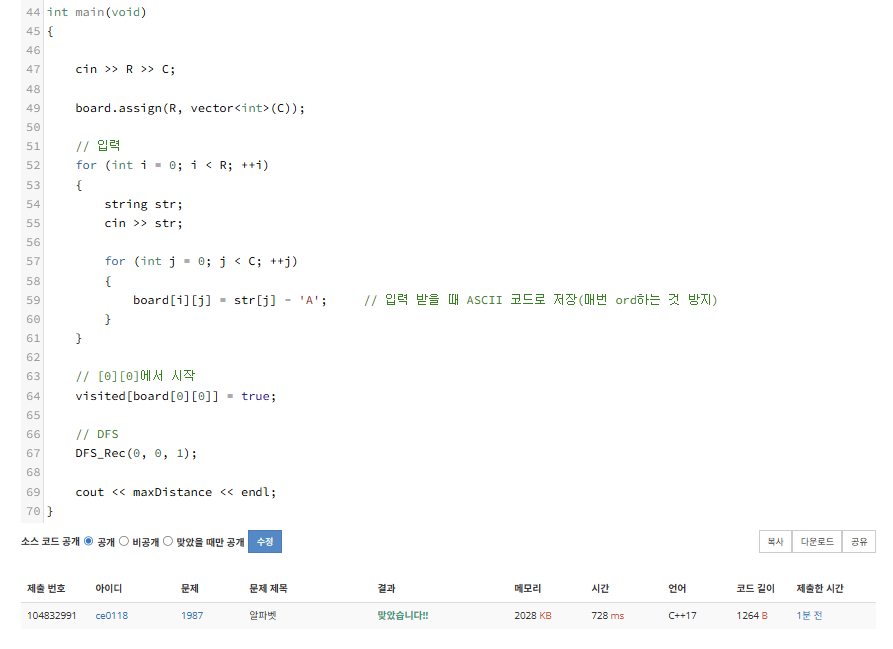 44 int main(void)
45 {
46
47     cin >> R >> C;
48
49     board.assign(R, vector<int>(C));
50
51     // 입력
52     for (int i = 0; i < R; ++i)
53     {
54         string str;
55         cin >> str;
56
57         for (int j = 0; j < C; ++j)
58         {
59             board[i][j] = str[j] - 'A';     // 입력 받을 때 ASCII 코드로 저장(매번 ord하는 것 방지)
60         }
61     }
62
63     // [0][0]에서 시작
64     visited[board[0][0]] = true;
65
66     // DFS
67     DFS_Rec(0, 0, 1);
68
69     cout << maxDistance << endl;
70 }
소스 코드 공개 공개 비공개 맞았을 때만 공개 수정 복사 다운로드 공유
제출 번호 아이디 문제 문제 제목 결과 메모리 시간 언어 코드 길이 제출한 시간
104832991 ce0118 1987 알파벳 맞았습니다!! 2028 KB 728 ms C++17 1264 B 1분 전